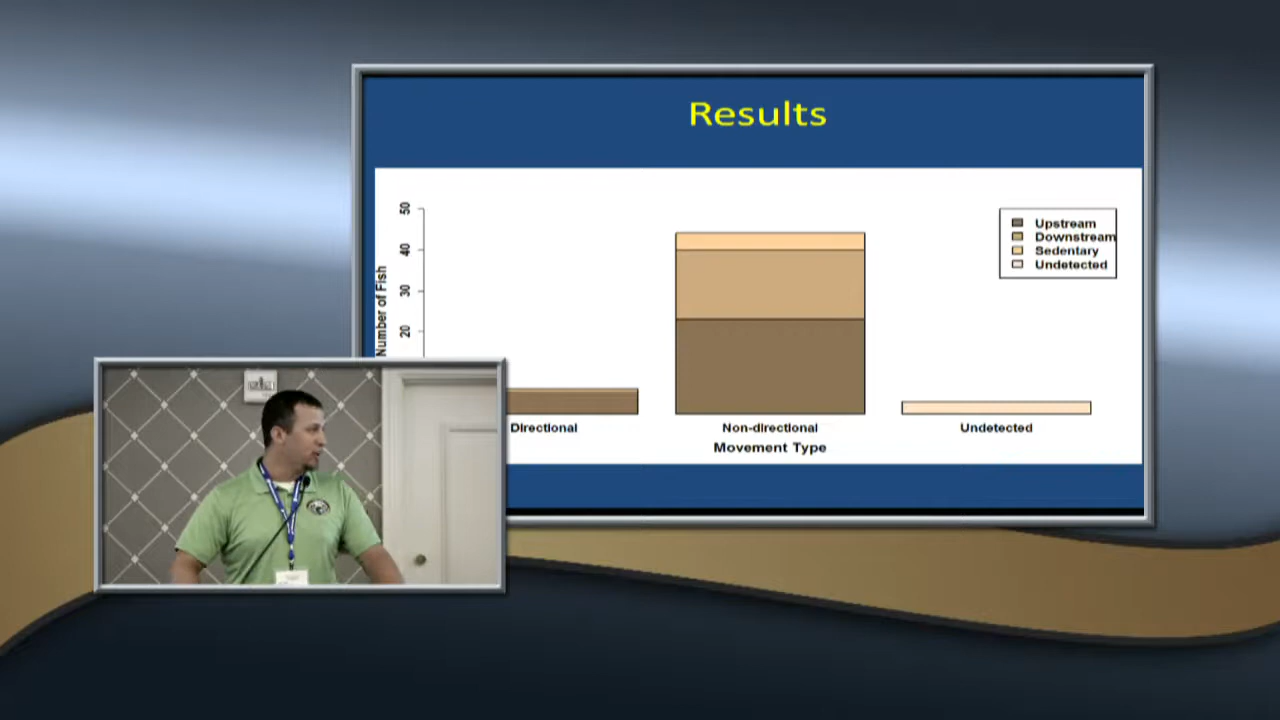 Results
50
40
30
20
Number of Fish
Upstream
Downstream
Sedentary
Undetected
Directional
Non-directional
Undetected
Movement Type